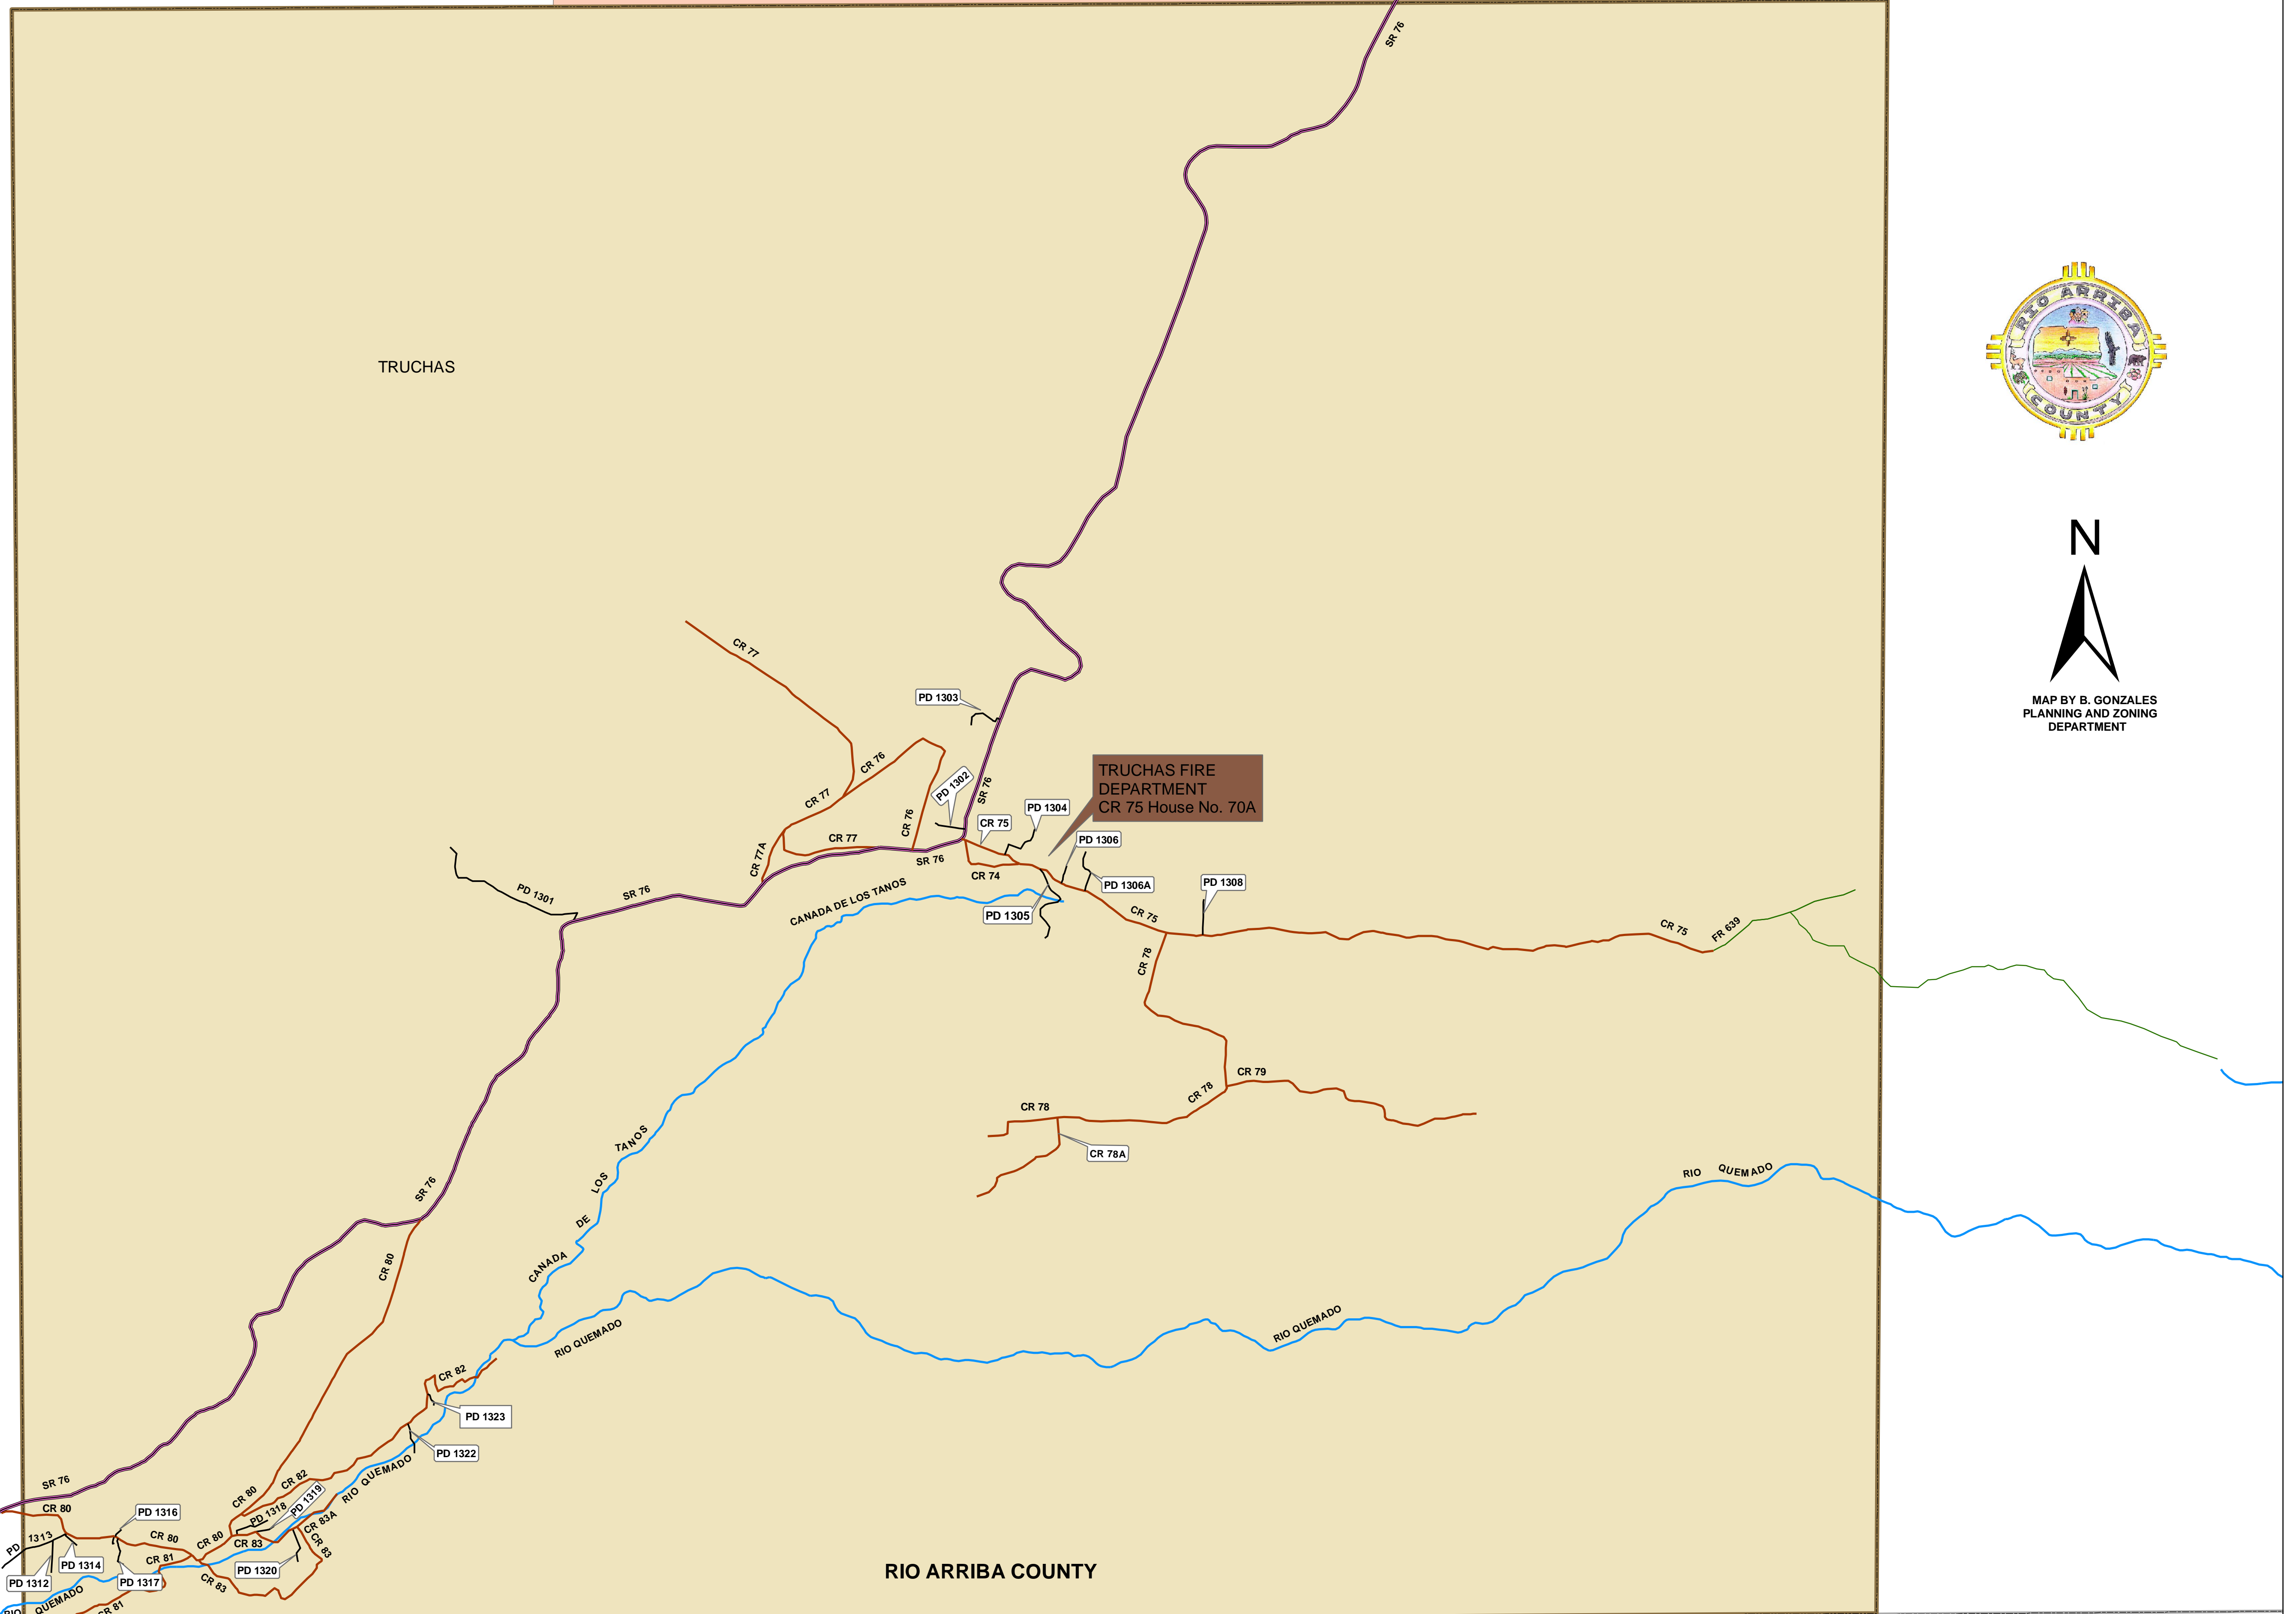 SR 76
RIO ARRIBA
COUNTY
TRUCHAS
N
MAP BY B. GONZALES
PLANNING AND ZONING
DEPARTMENT
CR 77
PD 1303
CR 76
TRUCHAS FIRE
DEPARTMENT
CR 75 House No. 70A
PD 1302
SR 76
CR 77
PD 1304
CR 75
CR 76
CR 77
PD 1306
CR 77A
SR 76
CR 74
PD 1306A
PD 1308
PD 1301
SR 76
CANADA DE LOS TANOS
PD 1305
CR 75
CR 75
FR 639
CR 78
CR 79
CR 78
CR 78
CR 78A
TANOS
LOS
DE
CANADA
RIO QUEMADO
SR 76
CR 80
RIO QUEMADO
RIO QUEMADO
CR 82
PD 1323
PD 1322
RIO QUEMADO
SR 76
CR 82
CR 80
PD 1319
PD 1318
CR 80
PD 1316
CR 83A
PD 1313
CR 80
CR 80
CR 83
CR 83
CR 81
PD 1314
PD 1320
RIO ARRIBA COUNTY
PD 1312
PD 1317
CR 83
RIO QUEMADO
CR 81